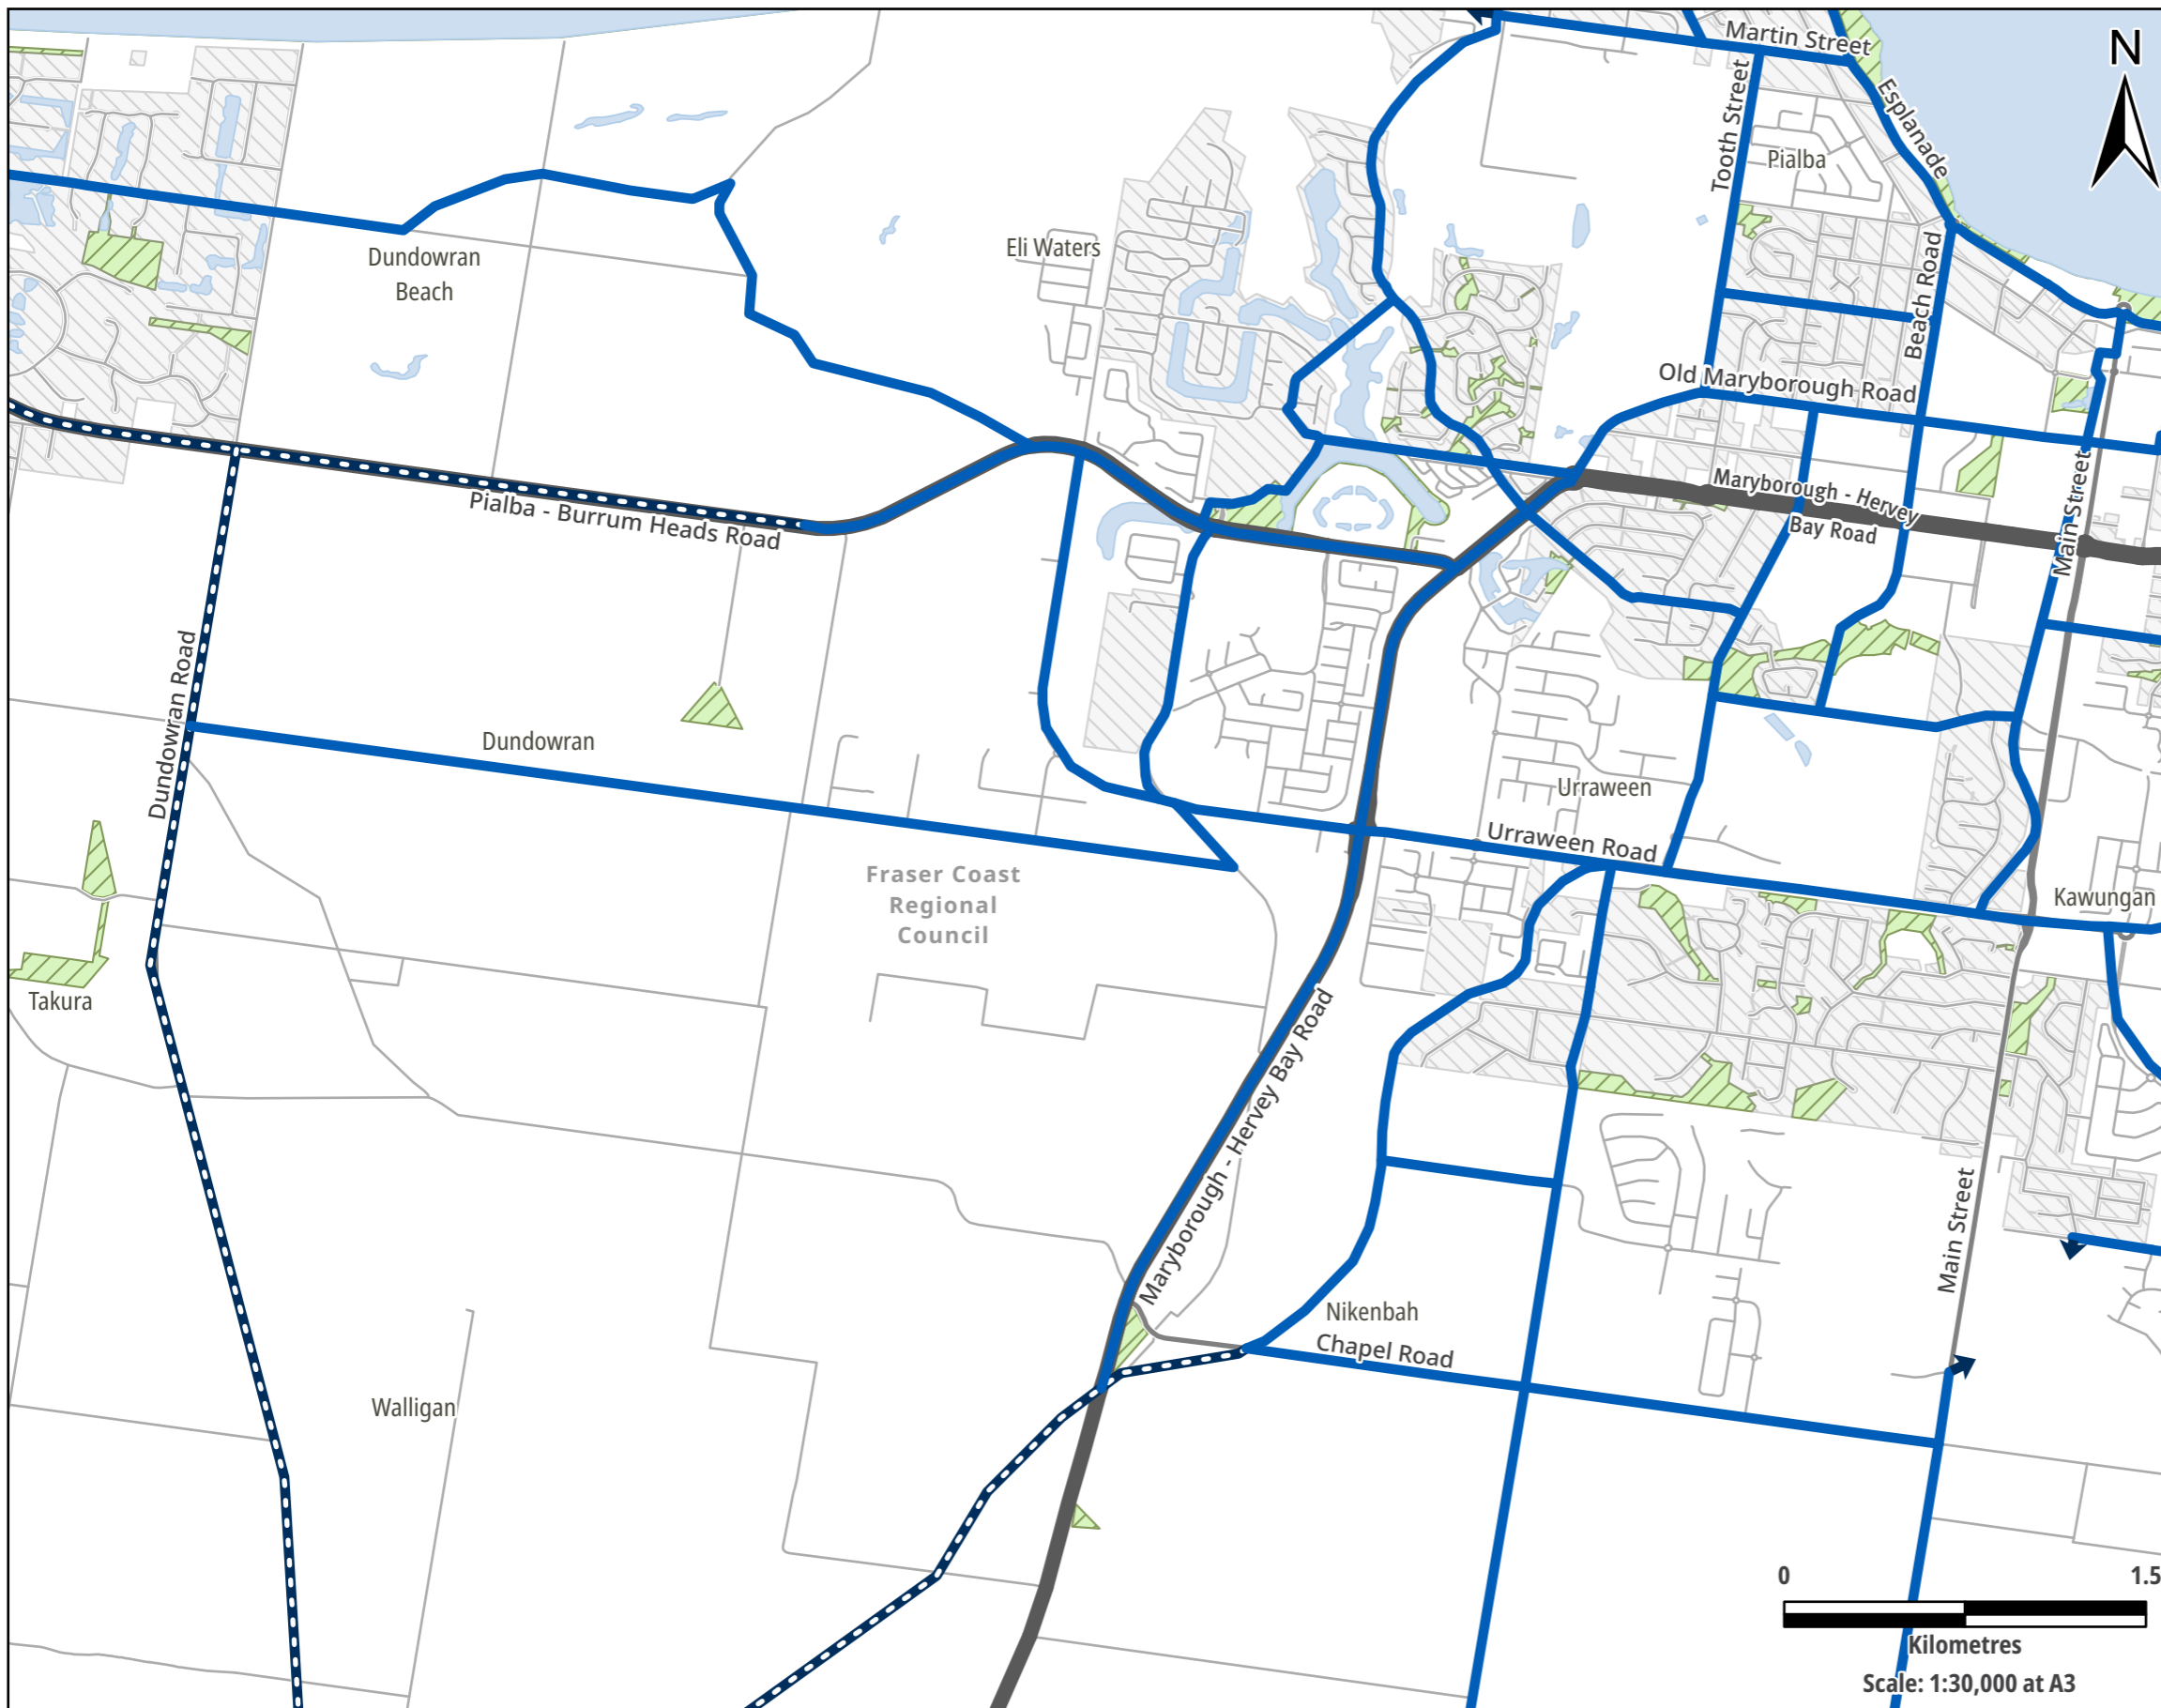 N
Martin Street
Tooth Street
Esplanade
Pialba
Eli Waters
Dundowran
Beach
Beach Road
Old Maryborough Road
Maryborough - Hervey
Bay Road
Main Street
Pialba - Burrum Heads Road
Dundowran Road
Dundowran
Urraween
Urraween Road
Fraser Coast
Regional
Council
Kawungan
Takura
Maryborough - Hervey Bay Road
Main Street
Nikenbah
Chapel Road
Walligan
0
1.5
Kilometres
Scale: 1:30,000 at A3